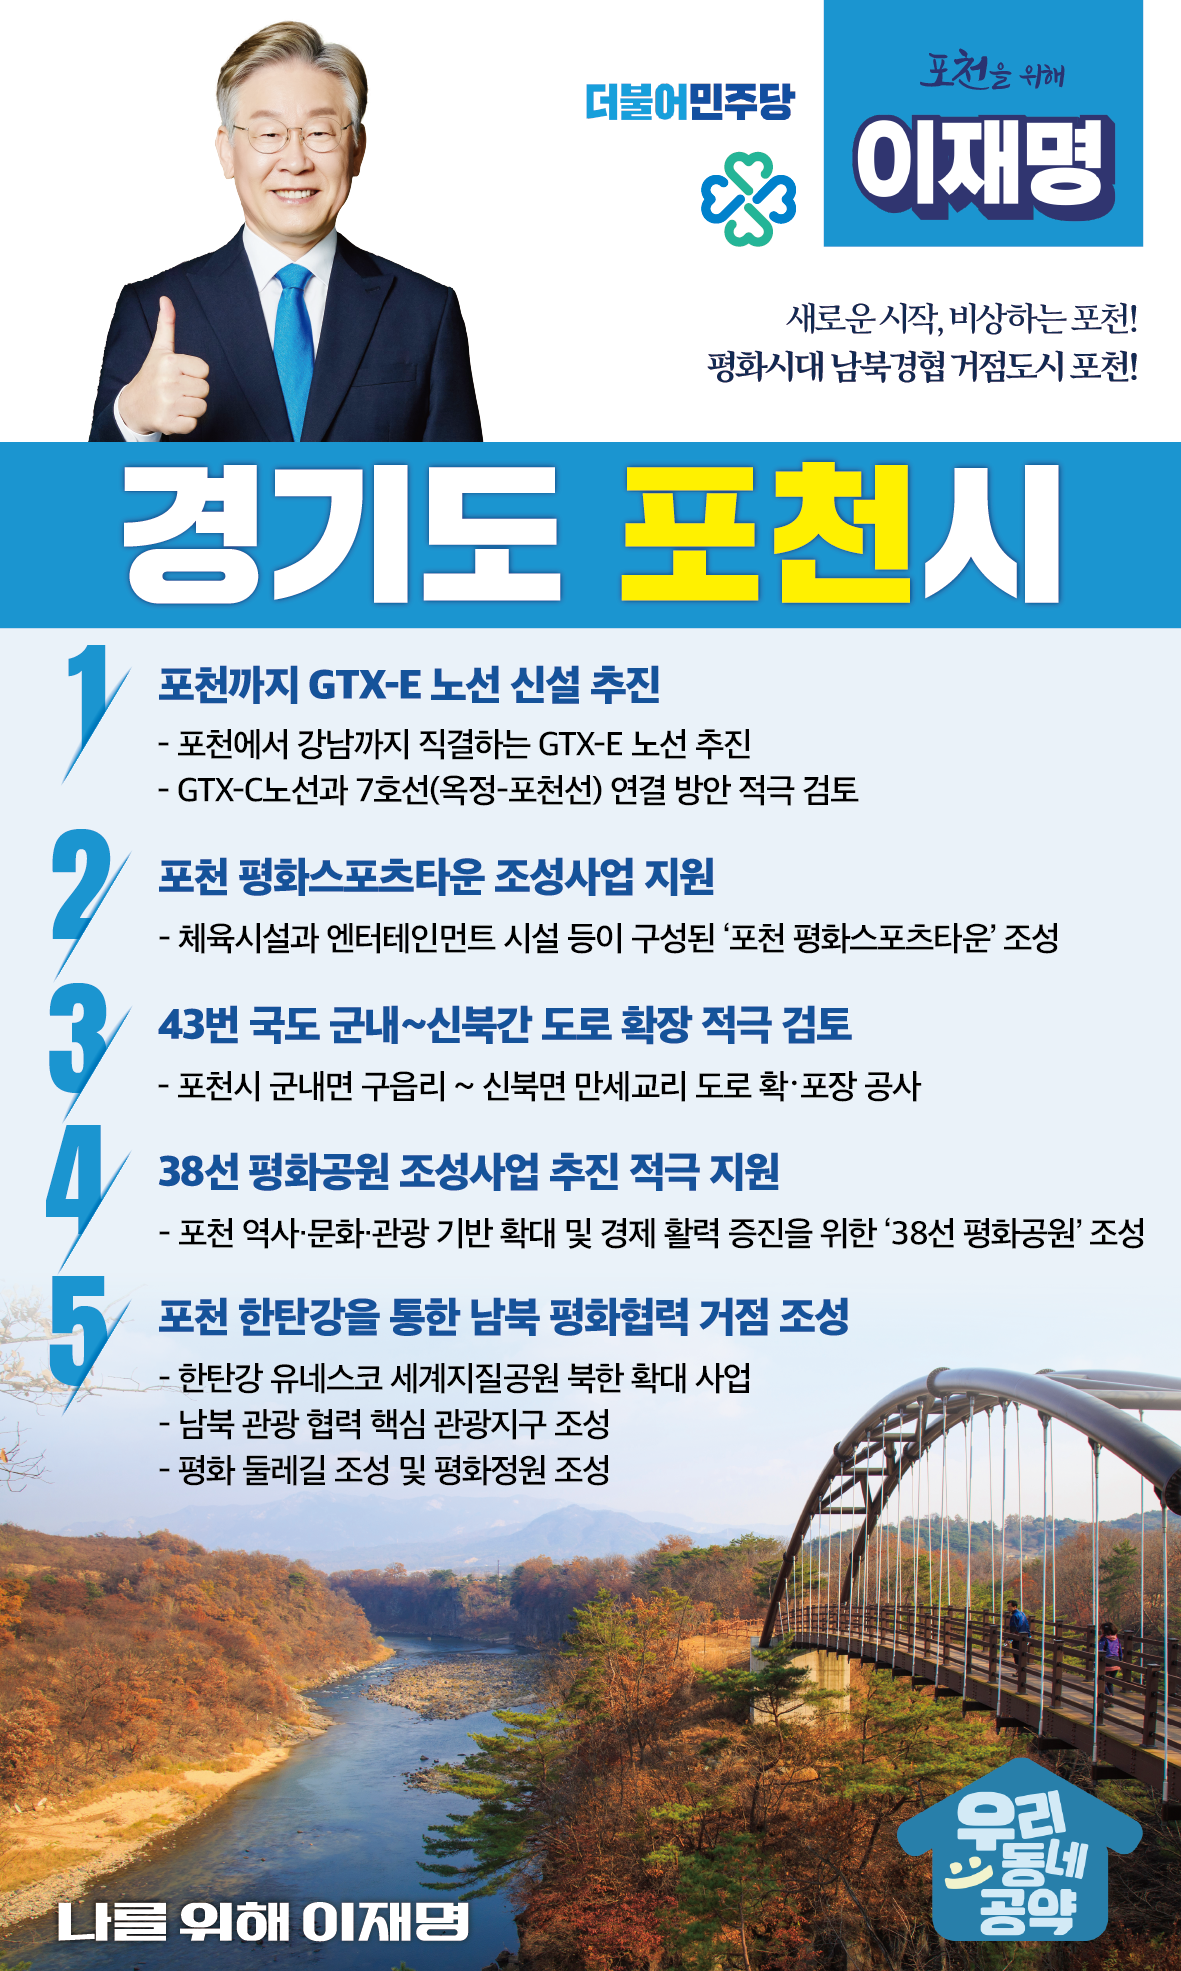 더불어민주당
포천을 위해
이재명
새로운 시작, 비상하는 포천!
평화시대 남북경협 거점도시 포천!
경기도 포천시
1
포천까지 GTX-E 노선 신설 추진
- 포천에서 강남까지 직결하는 GTX-E 노선 추진
- GTX-C노선과 7호선(옥정-포천선) 연결 방안 적극 검토
2
포천 평화스포츠타운 조성사업 지원
- 체육시설과 엔터테인먼트 시설 등이 구성된 ‘포천 평화스포츠타운’ 조성
3
43번 국도 군내~신북간 도로 확장 적극 검토
- 포천시 군내면 구읍리 ~ 신북면 만세교리 도로 확·포장 공사
4
38선 평화공원 조성사업 추진 적극 지원
- 포천 역사·문화·관광 기반 확대 및 경제 활력 증진을 위한 ‘38선 평화공원’ 조성
5
포천 한탄강을 통한 남북 평화협력 거점 조성
- 한탄강 유네스코 세계지질공원 북한 확대 사업
- 남북 관광 협력 핵심 관광지구 조성
- 평화 둘레길 조성 및 평화정원 조성
우리
동네
공약
나를 위해 이재명